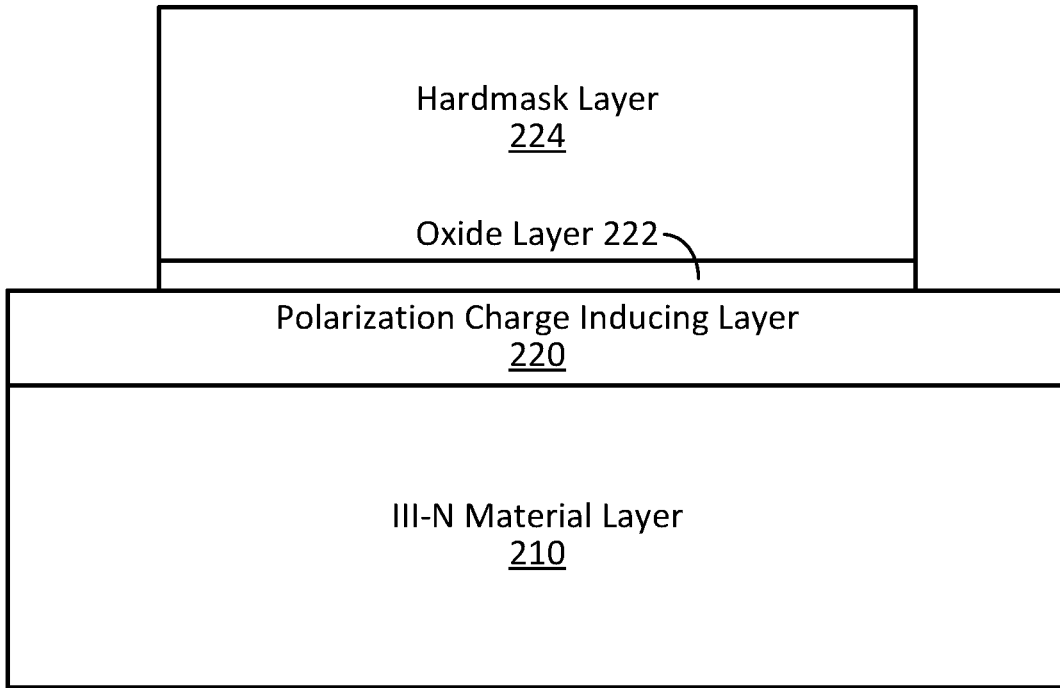 Hardmask Layer
224
Oxide Layer 222
Polarization Charge Inducing Layer
220
III-N Material Layer
210